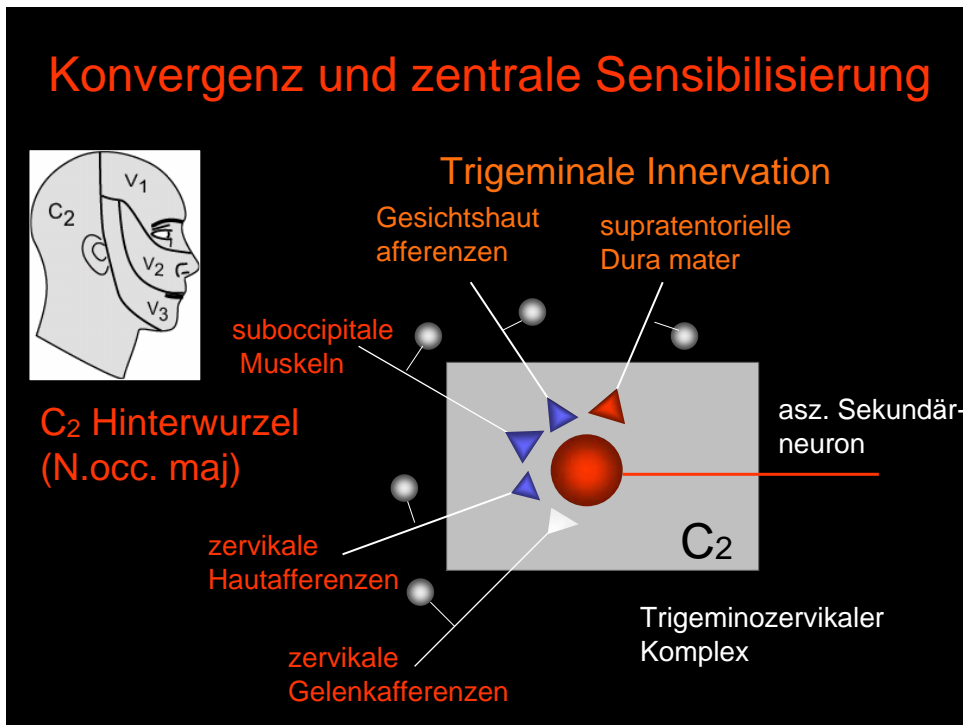 Konvergenz und zentrale Sensibilisierung
V1
C2
V2
V3
Trigeminale Innervation
Gesichtshaut
afferenzen
supratentorielle
Dura mater
suboccipitale
Muskeln
C2 Hinterwurzel
(N.occ. maj)
asz. Sekundär-
neuron
zervikale
Hautafferenzen
C2
Trigeminozervikaler
Komplex
zervikale
Gelenkafferenzen